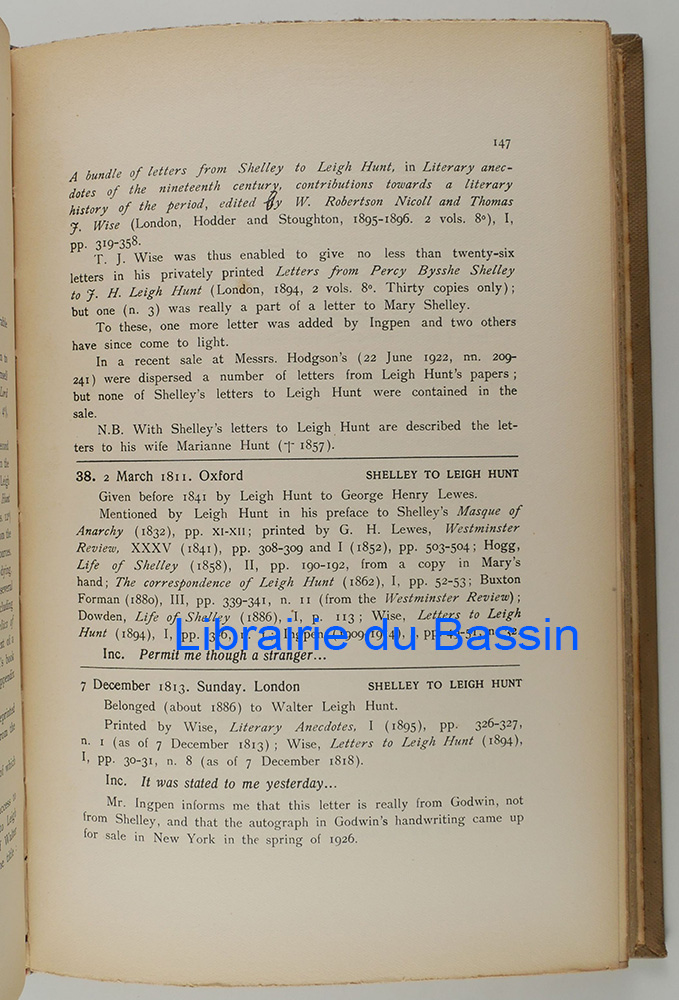 147
A bundle of letters from Shelley to Leigh Hunt, in Literary anec-
dotes of the nineteenth century, contributions towards a literary
history of the period, edited by W. Robertson Nicoll and Thomas
J. Wise (London, Hodder and Stoughton, 1895-1896. 2 vols. 8º), I,
pp. 319-358.
T. J. Wise was thus enabled to give no less than twenty-six
letters in his privately printed Letters from Percy Bysshe Shelley
to J. H. Leigh Hunt (London, 1894, 2 vols. 8º. Thirty copies only);
but one (n. 3) was really a part of a letter to Mary Shelley.
To these, one more letter was added by Ingpen and two others
have since come to light.
In a recent sale at Messrs. Hodgson's (22 June 1922, nn. 209-
241) were dispersed a number of letters from Leigh Hunt's papers;
but none of Shelley's letters to Leigh Hunt were contained in the
sale.
N.B. With Shelley's letters to Leigh Hunt are described the let-
ters to his wife Marianne Hunt († 1857).
38. 2 March 1811. Oxford SHELLEY TO LEIGH HUNT
Given before 1841 by Leigh Hunt to George Henry Lewes.
Mentioned by Leigh Hunt in his preface to Shelley's Masque of
Anarchy (1832), pp. XI-XII; printed by G. H. Lewes, Westminster
Review, XXXV (1841), pp. 308-309 and I (1852), pp. 503-504; Hogg,
Life of Shelley (1858), II, pp. 190-192, from a copy in Mary's
hand; The correspondence of Leigh Hunt (1862), I, pp. 52-53; Buxton
Forman (1880), III, pp. 339-341, n. 11 (from the Westminster Review);
Dowden, Life of Shelley (1886), I, p. 113; Wise, Letters to Leigh
Hunt (1894), I, pp.
Librairie du Bassin
Inc. Permit me though a stranger...
7 December 1813. Sunday. London SHELLEY TO LEIGH HUNT
Belonged (about 1886) to Walter Leigh Hunt.
Printed by Wise, Literary Anecdotes, I (1895), pp. 326-327,
n. 1 (as of 7 December 1813); Wise, Letters to Leigh Hunt (1894),
I, pp. 30-31, n. 8 (as of 7 December 1818).
Inc. It was stated to me yesterday...
Mr. Ingpen informs me that this letter is really from Godwin, not
from Shelley, and that the autograph in Godwin's handwriting came up
for sale in New York in the spring of 1926.